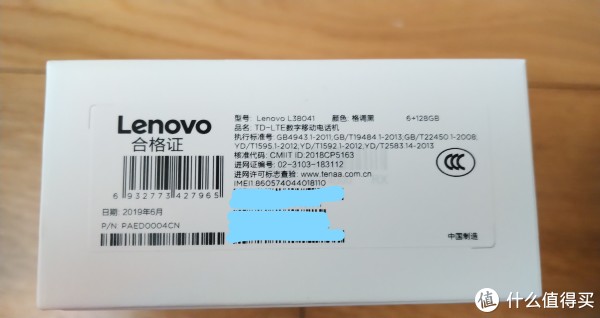 Lenovo
合格证
6 932773 427965
日期: 2019年6月
P/N PAED0004CN
型号: Lenovo L38041 颜色: 格调黑 6+128GB
品名: TD-LTE数字移动电话机
执行标准号: GB4943.1-2011,GB/T19484.1-2013,GB/T22450.1-2008,
YD/T1595.1-2012,YD/T1592.1-2012,YD/T2583.14-2013
核准代码: CMIIT ID:2018CP5163
进网证编号: 02-3103-183112
进网许可标志查验: www.tenaa.com.cn
IMEI1 860574044018110
CCC
中国制造
值 什么值得买